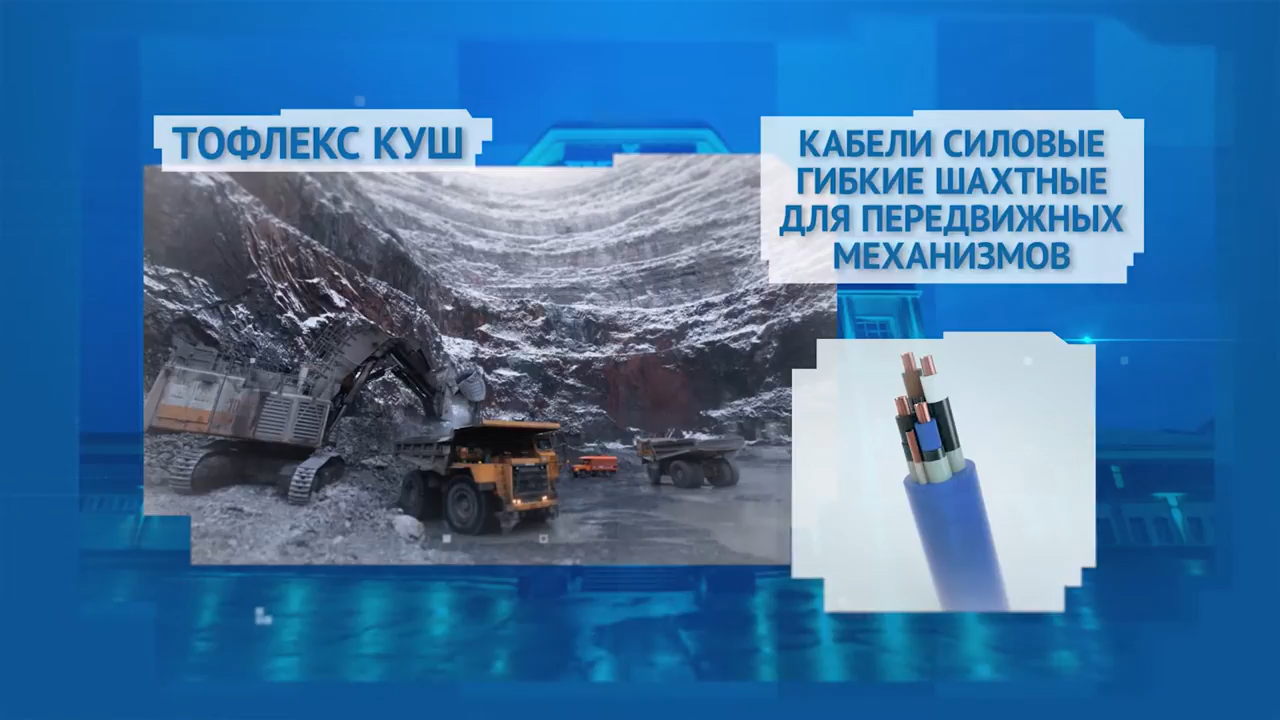 ТОФЛЕКС КУШ
КАБЕЛИ СИЛОВЫЕ
ГИБКИЕ ШАХТНЫЕ
ДЛЯ ПЕРЕДВИЖНЫХ
МЕХАНИЗМОВ